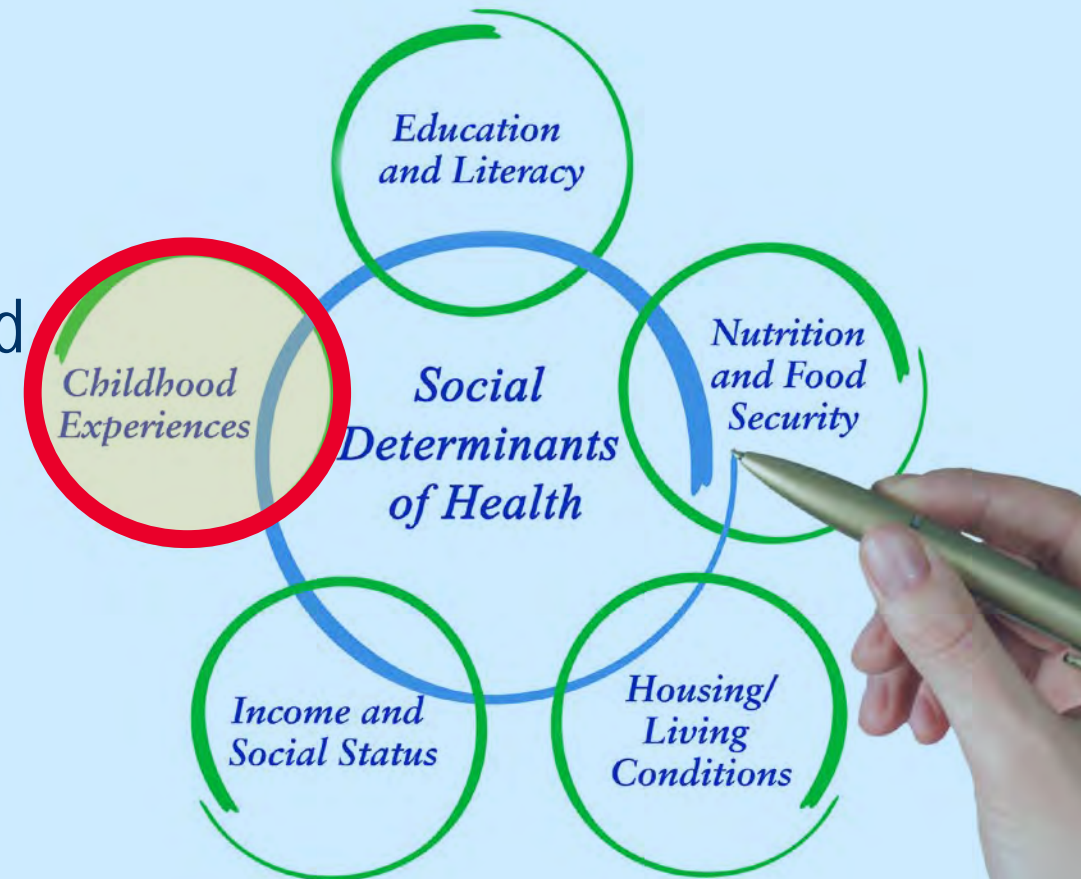 Education
and Literacy
Nutrition
and Food
Security
d
Childhood
Experiences
Social
Determinants
of Health
Income and
Social Status
Housing/
Living
Conditions